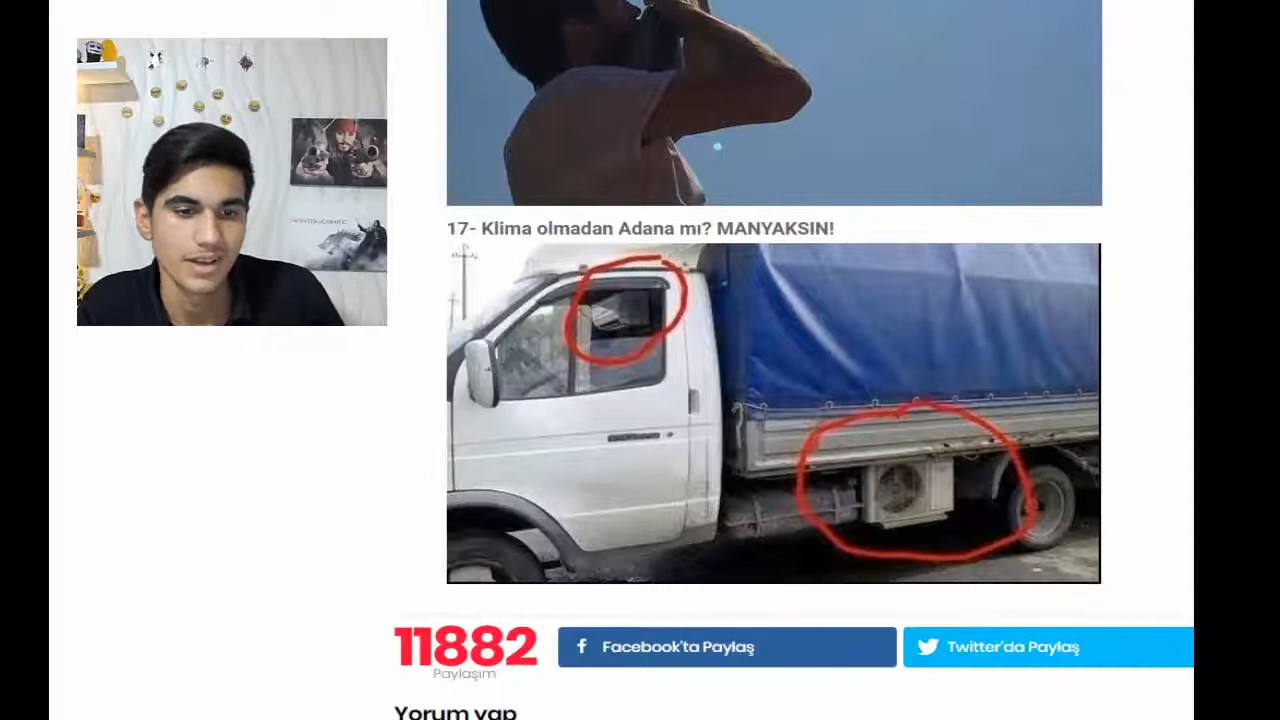 17- Klima olmadan Adana mı? MANYAKSIN!
11882
Paylaşım
Facebook'ta Paylaş
Twitter'da Paylaş
Yorum yap